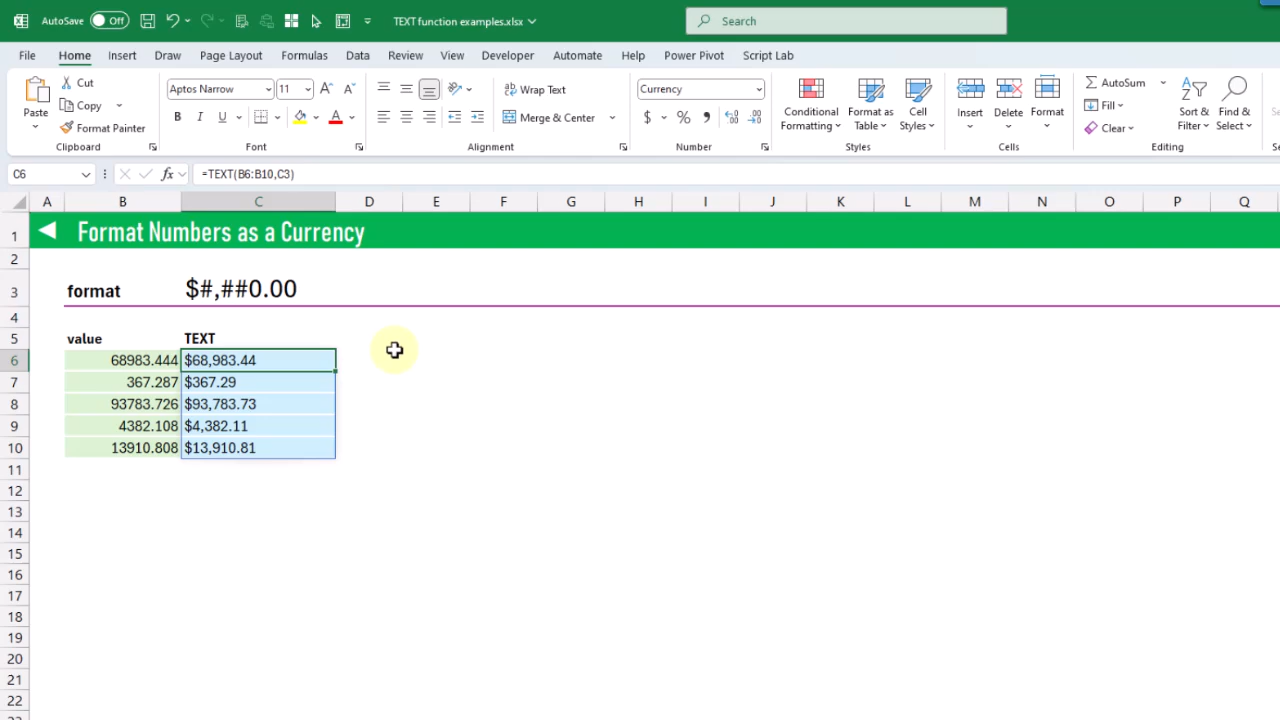 AutoSave Off TEXT function examples.xlsx Search
File Home Insert Draw Page Layout Formulas Data Review View Developer Automate Help Power Pivot Script Lab
Paste Cut Copy Format Painter
Clipboard
Aptos Narrow 11 A A
B I U A
Font
Wrap Text
Merge & Center
Alignment
Currency
$ % , .00
Number
Conditional Formatting Format as Table Cell Styles
Styles
Insert Delete Format
Cells
AutoSum
Fill
Clear
Sort & Filter Find & Select
Editing
C6 fx =TEXT(B6:B10,C3)
A B C D E F G H I J K L M N O P Q
1 Format Numbers as a Currency
2
3 format $#,##0.00
4
5 value TEXT
6 68983.444 $68,983.44
7 367.287 $367.29
8 93783.726 $93,783.73
9 4382.108 $4,382.11
10 13910.808 $13,910.81
11
12
13
14
15
16
17
18
19
20
21
22